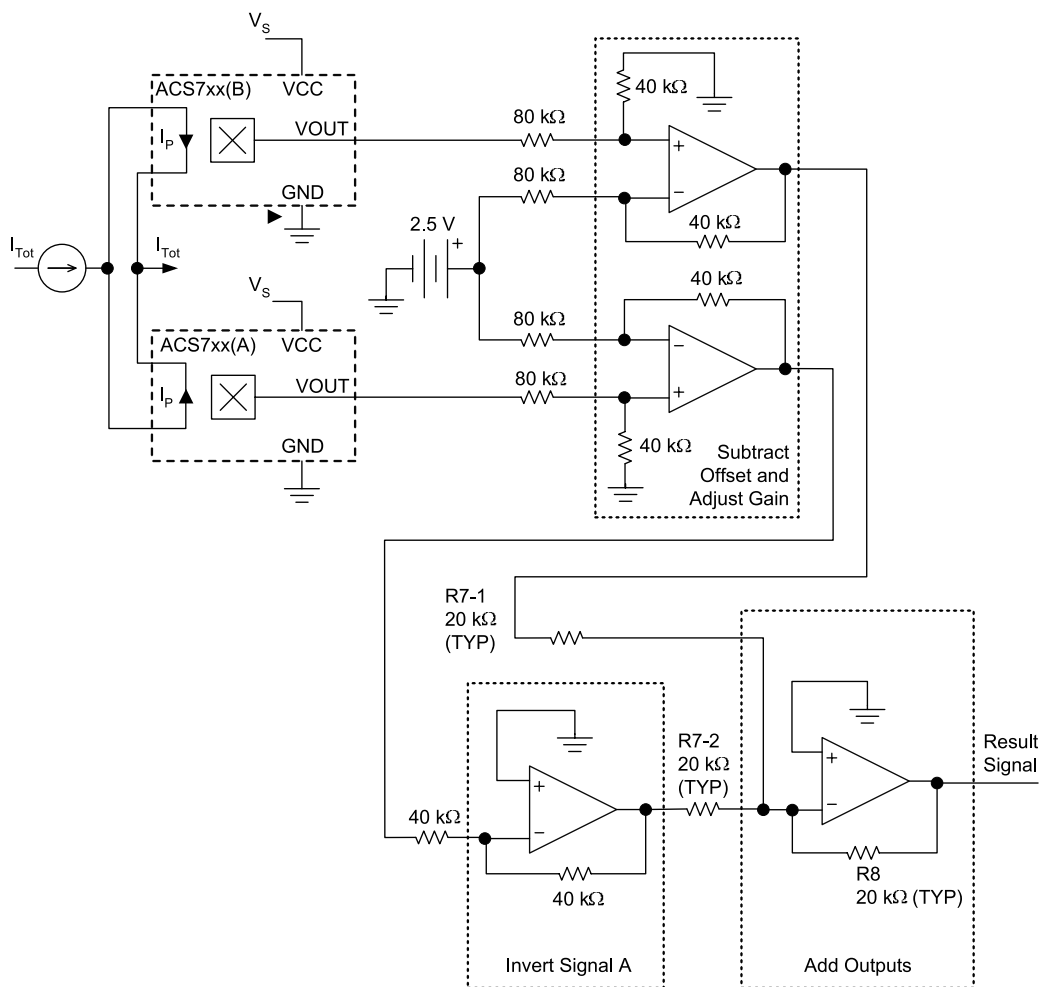 V_S
ACS7xx(B)
VCC
40 kΩ
80 kΩ
I_P
VOUT
+
80 kΩ
−
GND
2.5 V
+
40 kΩ
I_Tot
I_Tot
40 kΩ
V_S
80 kΩ
−
ACS7xx(A)
VCC
80 kΩ
VOUT
+
I_P
GND
40 kΩ
Subtract
Offset and
Adjust Gain
R7-1
20 kΩ
(TYP)
R7-2
20 kΩ
(TYP)
Result
Signal
+
+
40 kΩ
−
−
40 kΩ
R8
20 kΩ (TYP)
Invert Signal A
Add Outputs